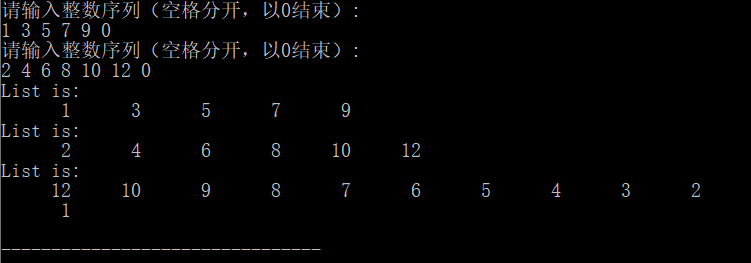 请输入整数序列（空格分开，以0结束）:
1 3 5 7 9 0
请输入整数序列（空格分开，以0结束）:
2 4 6 8 10 12 0
List is:
1 3 5 7 9
List is:
2 4 6 8 10 12
List is:
12 10 9 8 7 6 5 4 3 2
1
--------------------------------